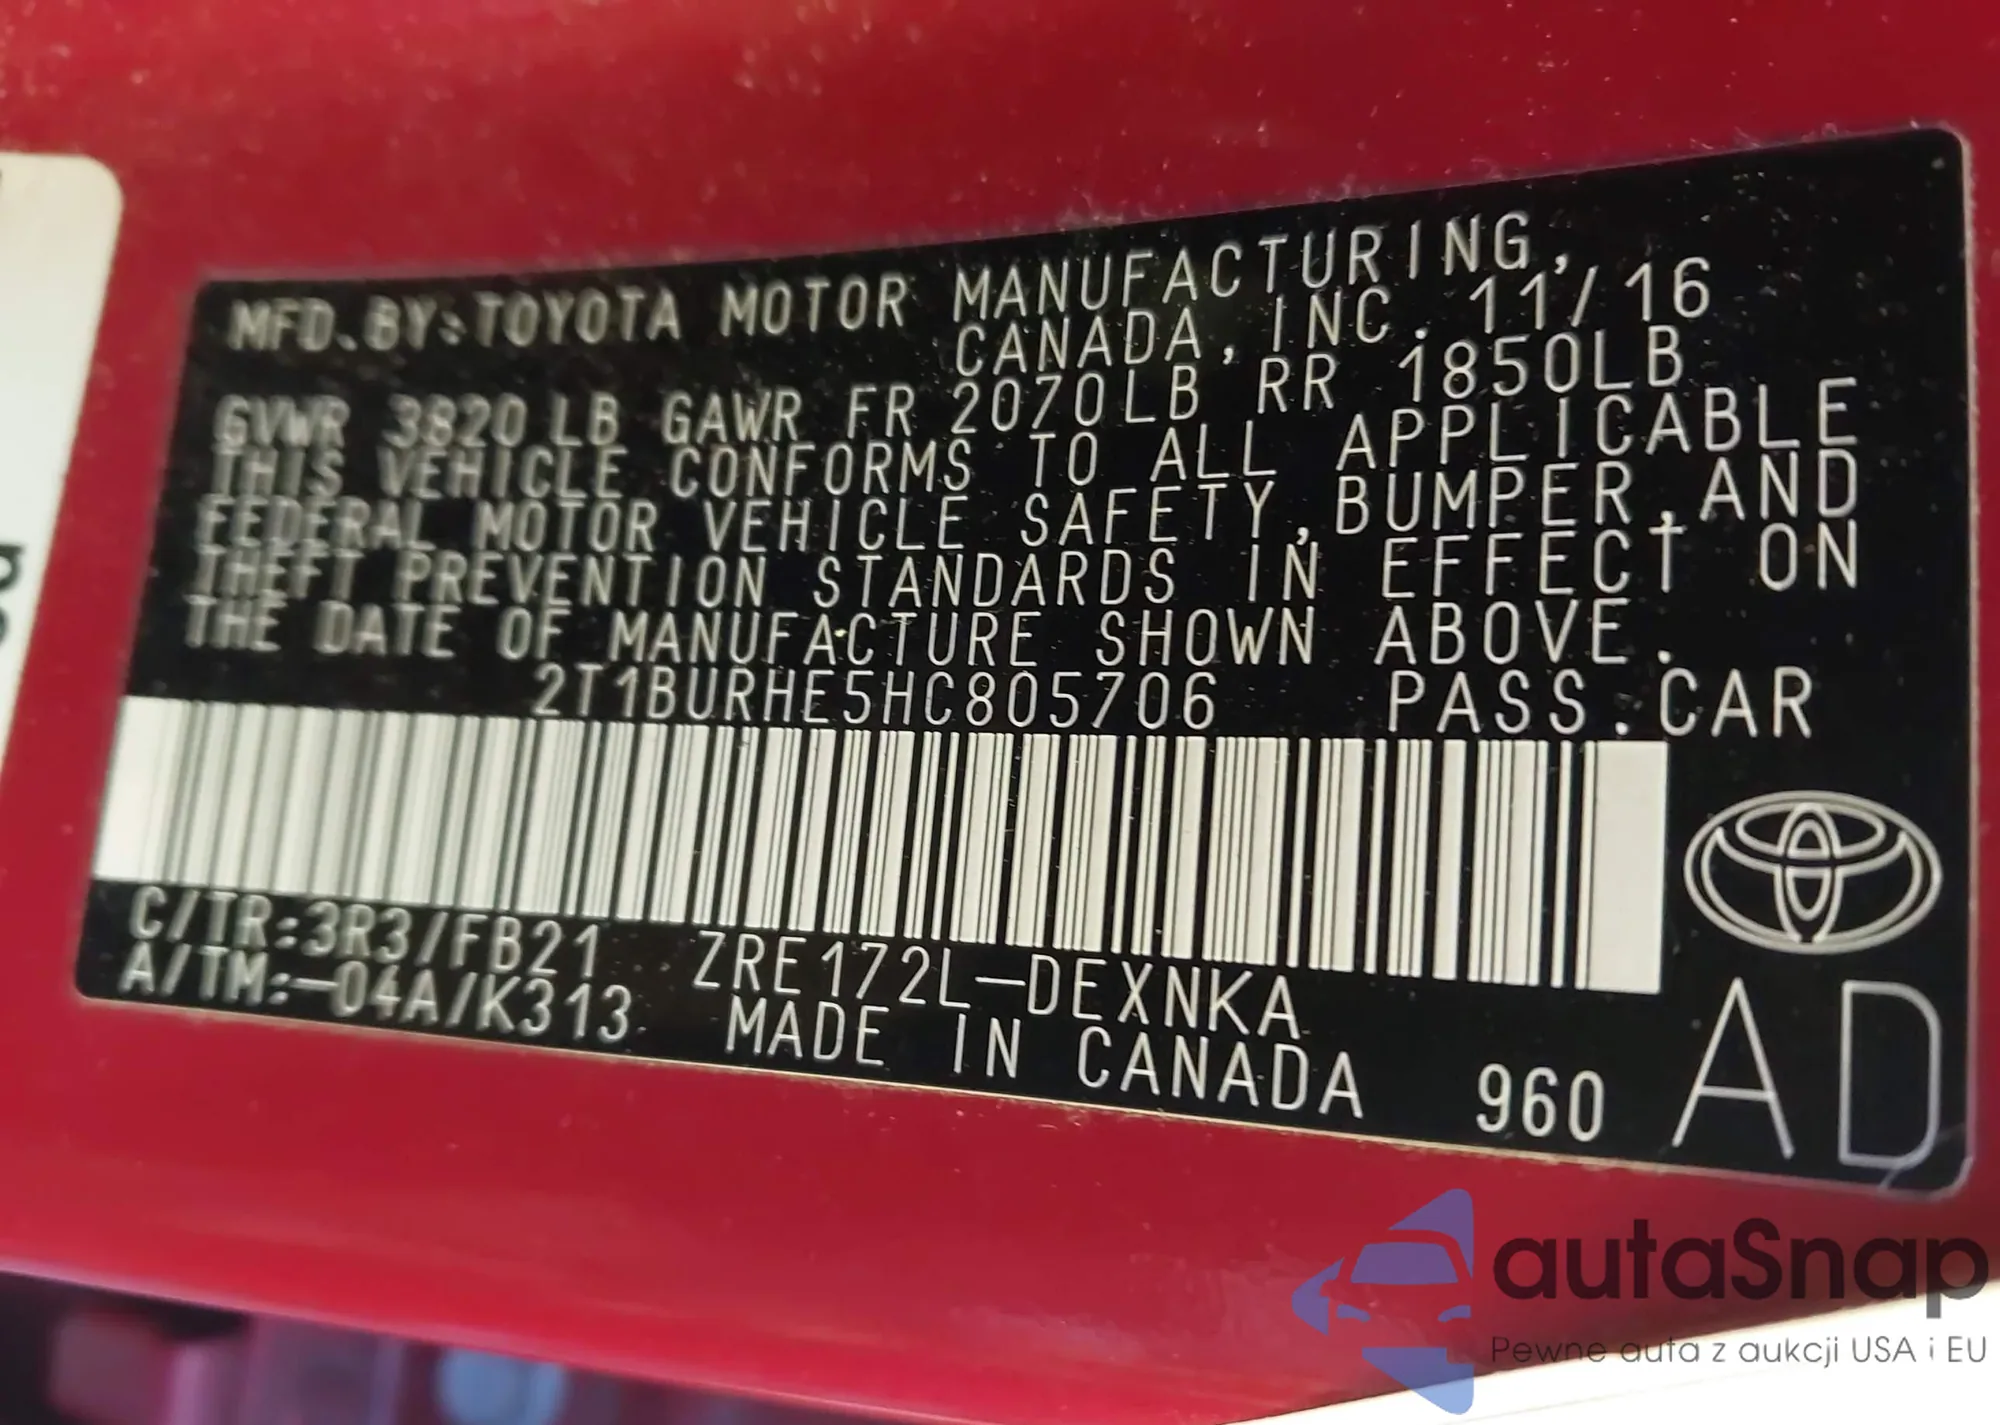 MFD. BY: TOYOTA MOTOR MANUFACTURING,
CANADA, INC. 11/16
GVWR 3820 LB GAWR FR 2070LB RR 1850LB
THIS VEHICLE CONFORMS TO ALL APPLICABLE
FEDERAL MOTOR VEHICLE SAFETY, BUMPER, AND
THEFT PREVENTION STANDARDS IN EFFECT ON
THE DATE OF MANUFACTURE SHOWN ABOVE.
2T1BURHE5HC805706 PASS. CAR
C/TR:3R3/FB21 ZRE172L-DEXNKA
A/TM:-04A/K313 MADE IN CANADA 960 AD
autaSnap
Pewne auta z aukcji USA i EU